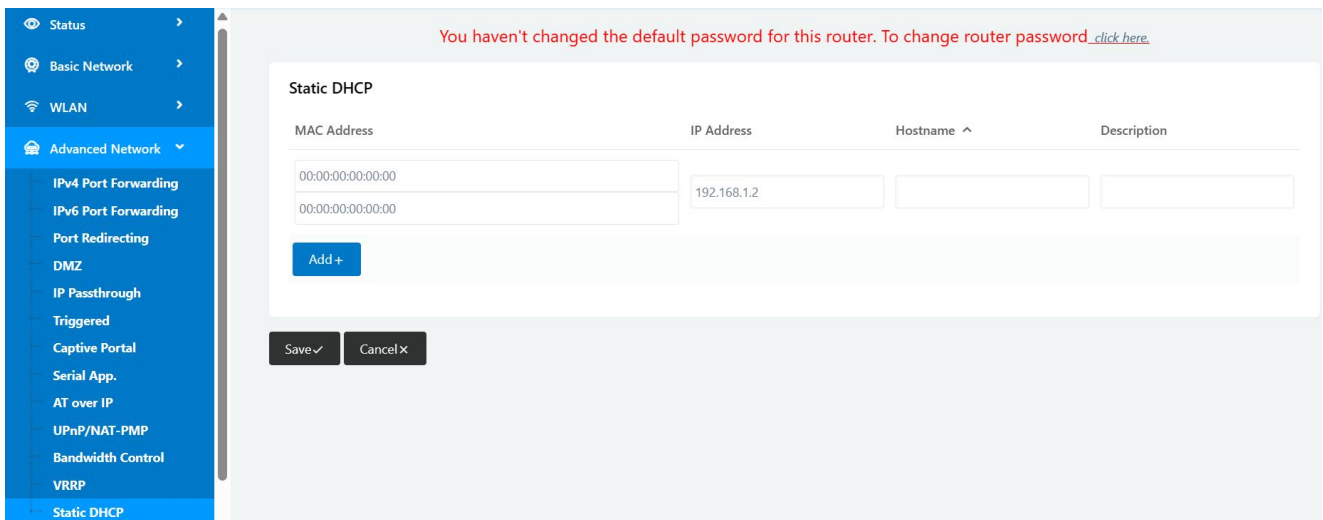 Status
Basic Network
WLAN
Advanced Network
IPv4 Port Forwarding
IPv6 Port Forwarding
Port Redirecting
DMZ
IP Passthrough
Triggered
Captive Portal
Serial App.
AT over IP
UPnP/NAT-PMP
Bandwidth Control
VRRP
Static DHCP
You haven't changed the default password for this router. To change router password click here.
Static DHCP
MAC Address IP Address Hostname Description
00:00:00:00:00:00
192.168.1.2
00:00:00:00:00:00
Add +
Save✓ Cancel×